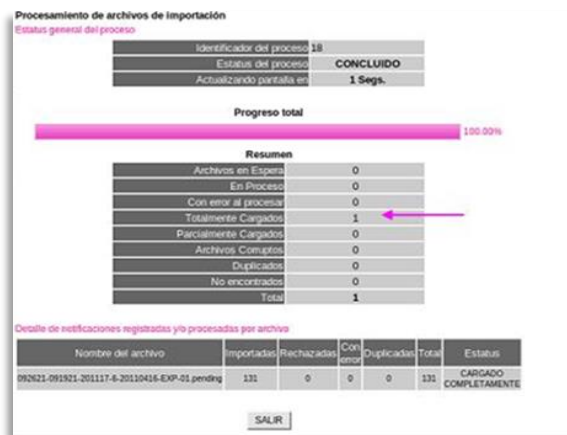 Procesamiento de archivos de importación
Estatus general del proceso
Identificador del proceso 18
Estatus del proceso CONCLUIDO
Actualizando pantalla en 1 Segs.
Progreso total
100.00%
Resumen
Archivos en Espera 0
En Proceso 0
Con error al procesar 0
Totalmente Cargados 1
Parcialmente Cargados 0
Archivos Corruptos 0
Duplicados 0
No encontrados 0
Total 1
Detalle de notificaciones registradas y/o procesadas por archivo
Nombre del archivo Importadas Rechazadas Con error Duplicadas Total Estatus
092621-091921-201117-6-20110416-EXP-01.pending 131 0 0 0 131 CARGADO COMPLETAMENTE
SALIR